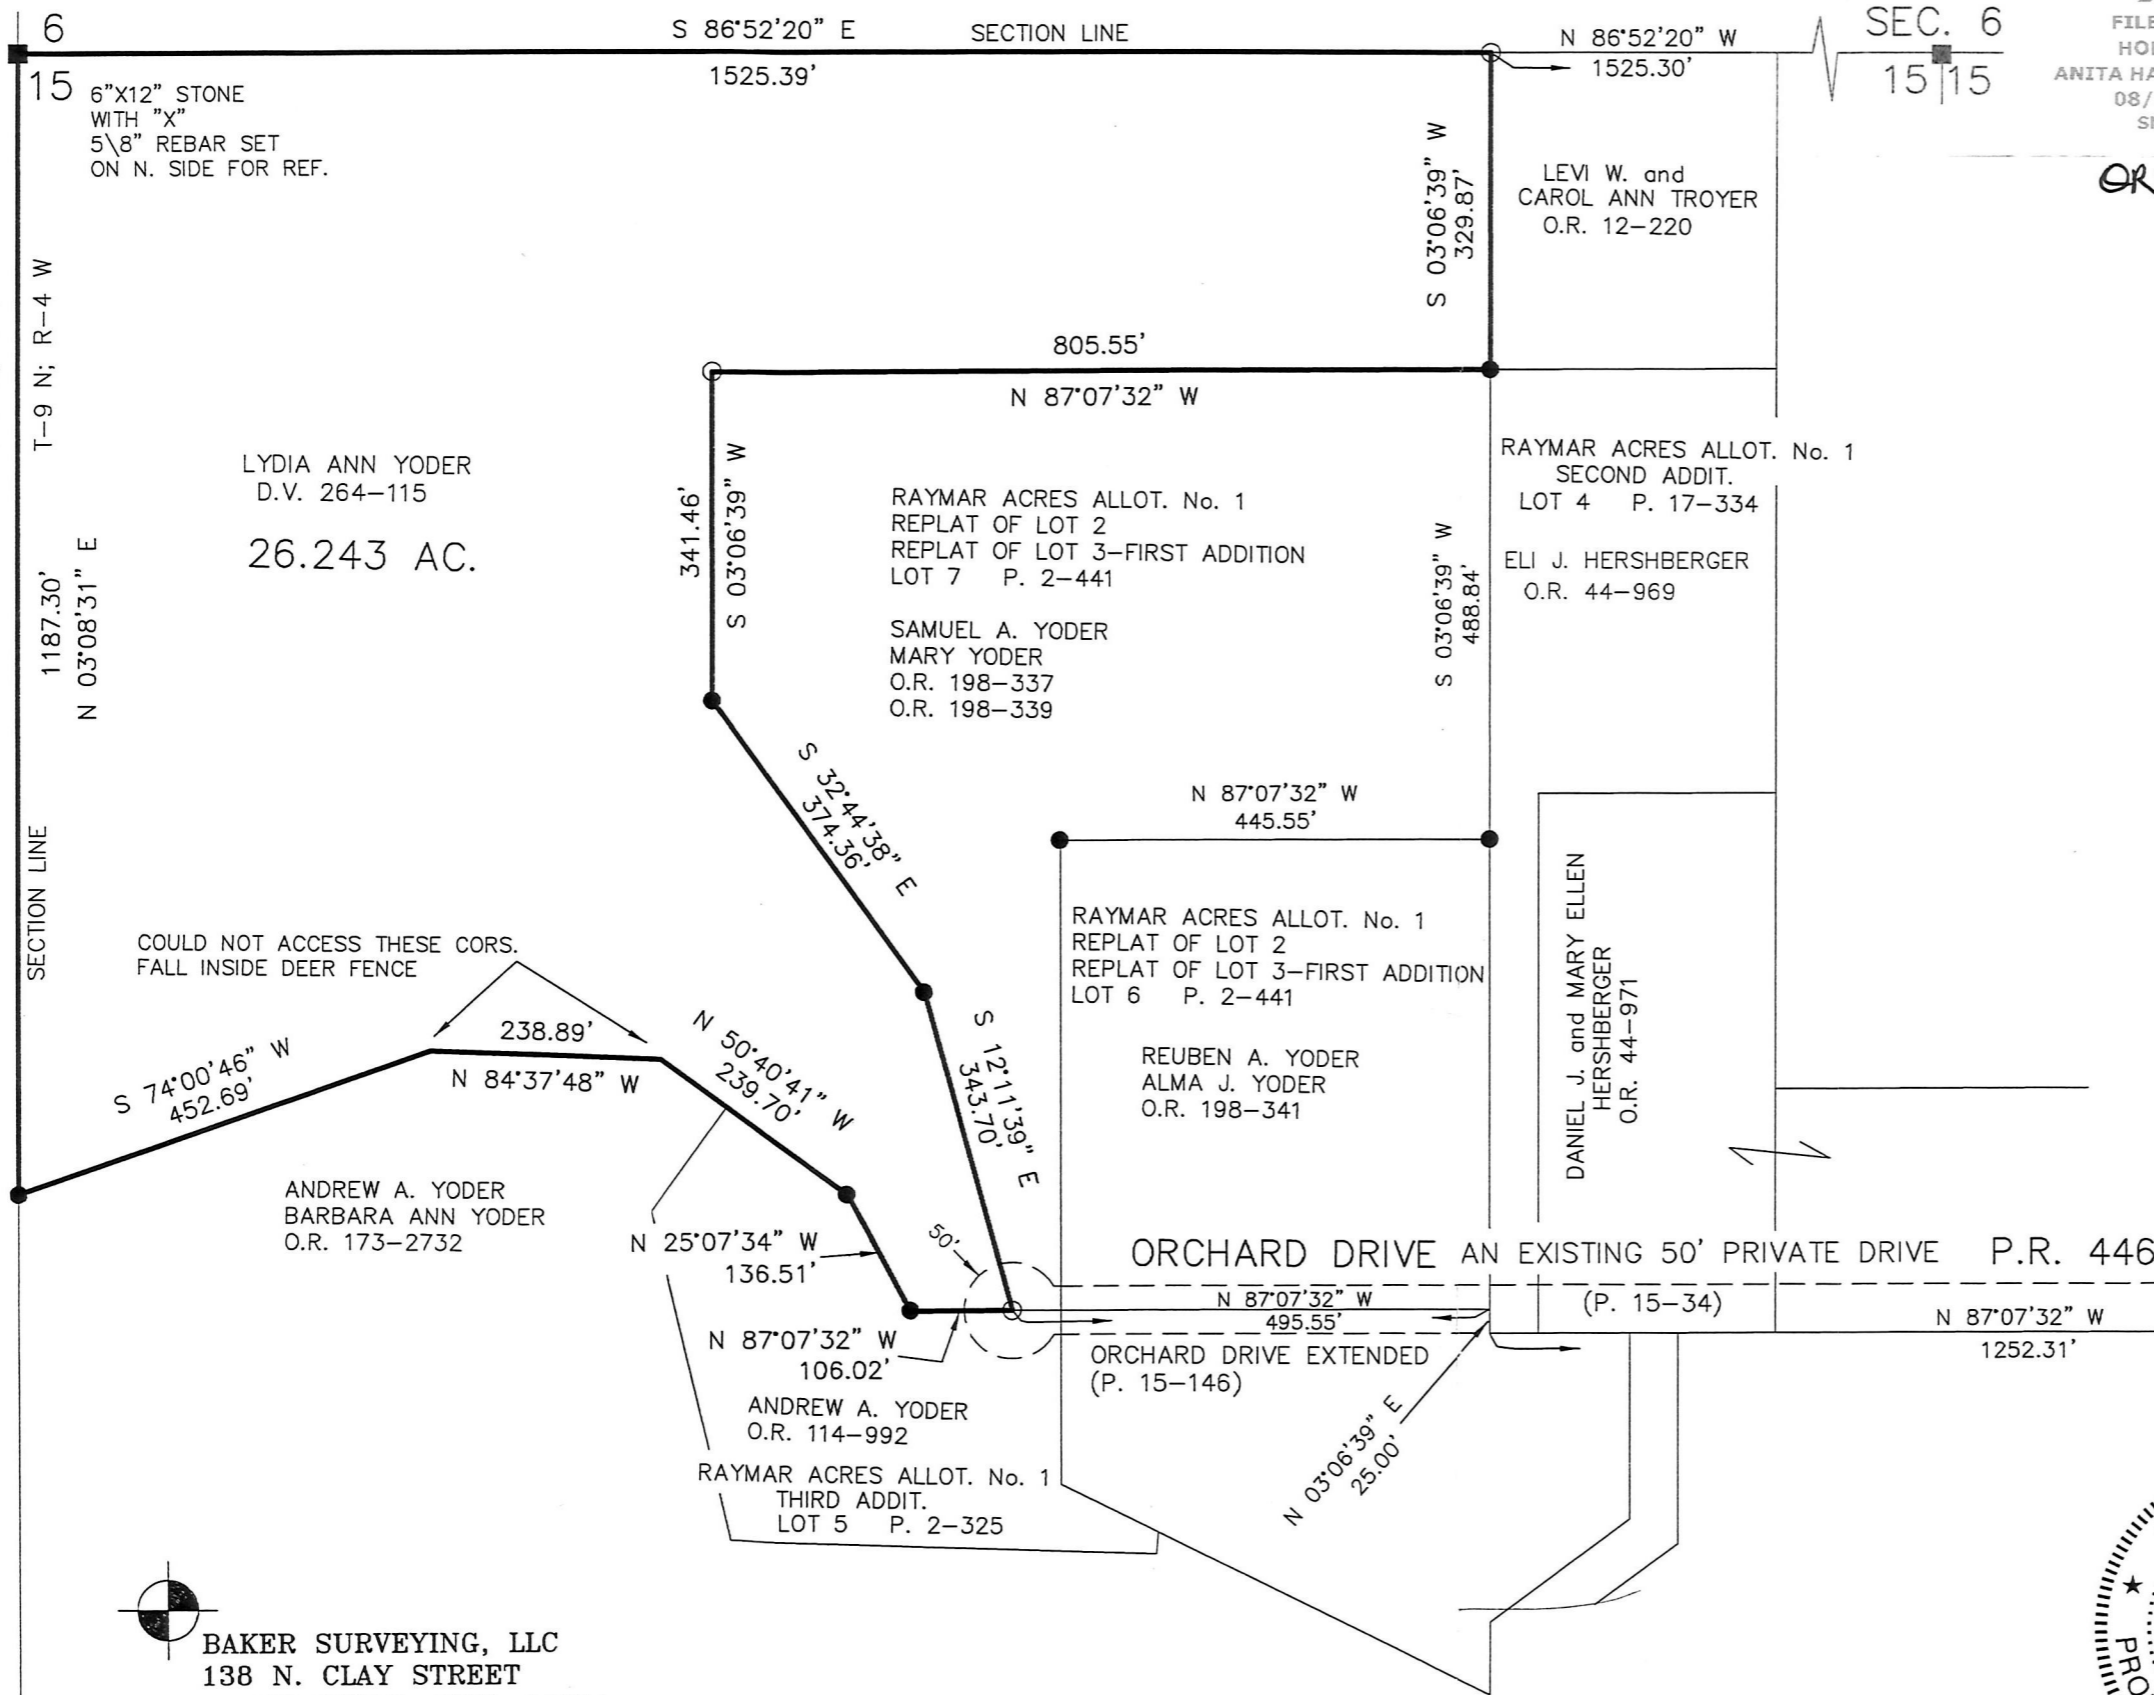 6
15
S 86°52'20" E
SECTION LINE
1525.39'
N 86°52'20" W
1525.30'
SEC. 6
15 15
ANITA
08/
OR
6"X12" STONE
WITH "X"
5\8" REBAR SET
ON N. SIDE FOR REF.
T-9 N; R-4 W
S 03°06'39" W
329.87'
LEVI W. and
CAROL ANN TROYER
O.R. 12-220
805.55'
N 87°07'32" W
LYDIA ANN YODER
D.V. 264-115
26.243 AC.
1187.30'
N 03°08'31" E
SECTION LINE
341.46'
S 03°06'39" W
RAYMAR ACRES ALLOT. No. 1
REPLAT OF LOT 2
REPLAT OF LOT 3-FIRST ADDITION
LOT 7 P. 2-441
SAMUEL A. YODER
MARY YODER
O.R. 198-337
O.R. 198-339
S 03°06'39" W
488.84'
RAYMAR ACRES ALLOT. No. 1
SECOND ADDIT.
LOT 4 P. 17-334
ELI J. HERSHBERGER
O.R. 44-969
S 32°44'38" E
374.36'
N 87°07'32" W
445.55'
RAYMAR ACRES ALLOT. No. 1
REPLAT OF LOT 2
REPLAT OF LOT 3-FIRST ADDITION
LOT 6 P. 2-441
REUBEN A. YODER
ALMA J. YODER
O.R. 198-341
DANIEL J. and MARY ELLEN
HERSHBERGER
O.R. 44-971
COULD NOT ACCESS THESE CORS.
FALL INSIDE DEER FENCE
S 74°00'46" W
452.69'
238.89'
N 84°37'48" W
N 50°40'41" W
239.70'
S 12°11'39" E
343.70'
ANDREW A. YODER
BARBARA ANN YODER
O.R. 173-2732
N 25°07'34" W
136.51'
50'
ORCHARD DRIVE AN EXISTING 50' PRIVATE DRIVE P.R. 446
(P. 15-34)
N 87°07'32" W
495.55'
N 87°07'32" W
1252.31'
N 87°07'32" W
106.02'
ORCHARD DRIVE EXTENDED
(P. 15-146)
N 03°06'39" E
25.00'
ANDREW A. YODER
O.R. 114-992
RAYMAR ACRES ALLOT. No. 1
THIRD ADDIT.
LOT 5 P. 2-325
BAKER SURVEYING, LLC
138 N. CLAY STREET
PRO